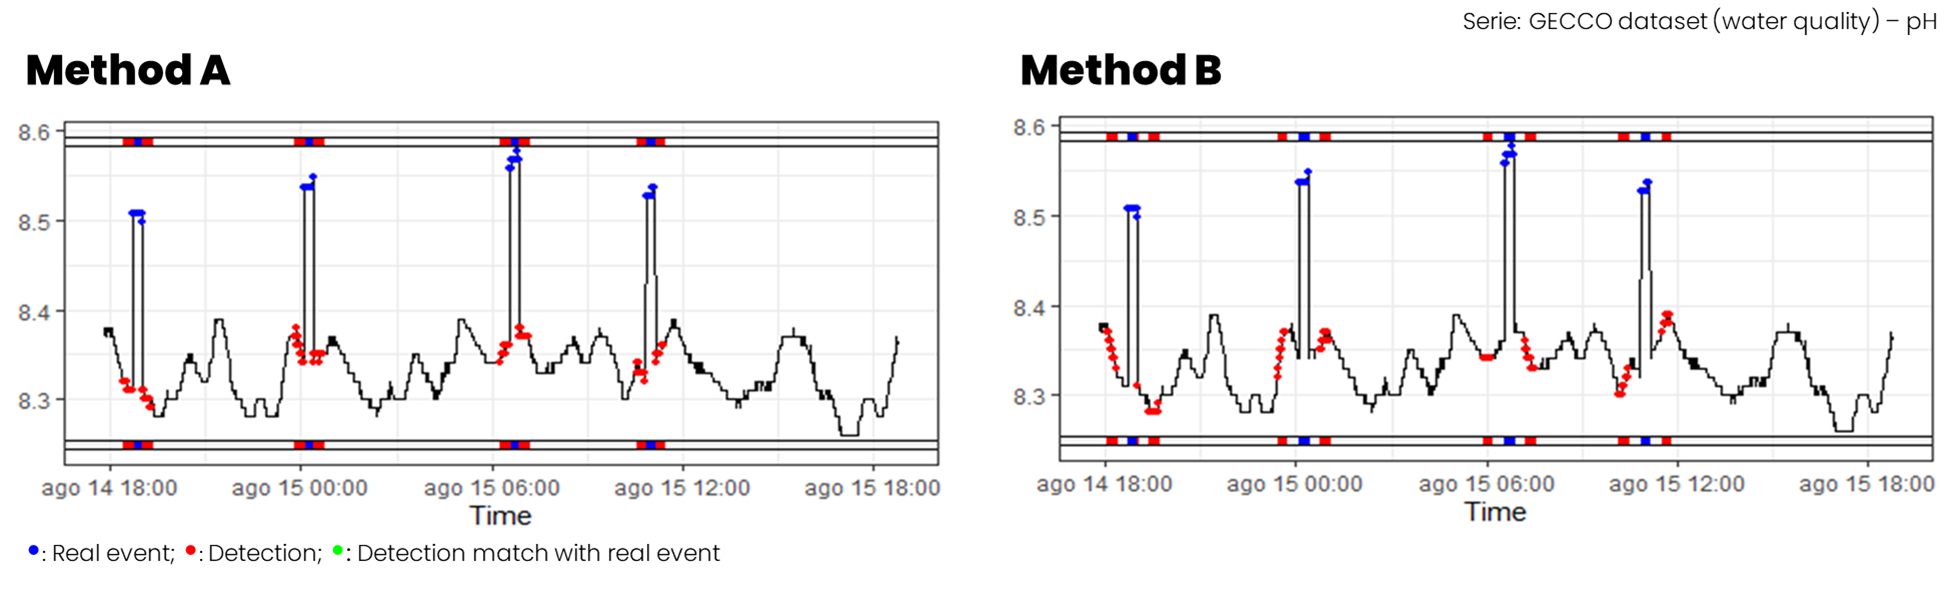 Serie: GECCO dataset (water quality) – pH
Method A
8.6
8.5
8.4
8.3
ago 14 18:00 ago 15 00:00 ago 15 06:00 ago 15 12:00 ago 15 18:00
Time
Method B
8.6
8.5
8.4
8.3
ago 14 18:00 ago 15 00:00 ago 15 06:00 ago 15 12:00 ago 15 18:00
Time
: Real event; : Detection; : Detection match with real event